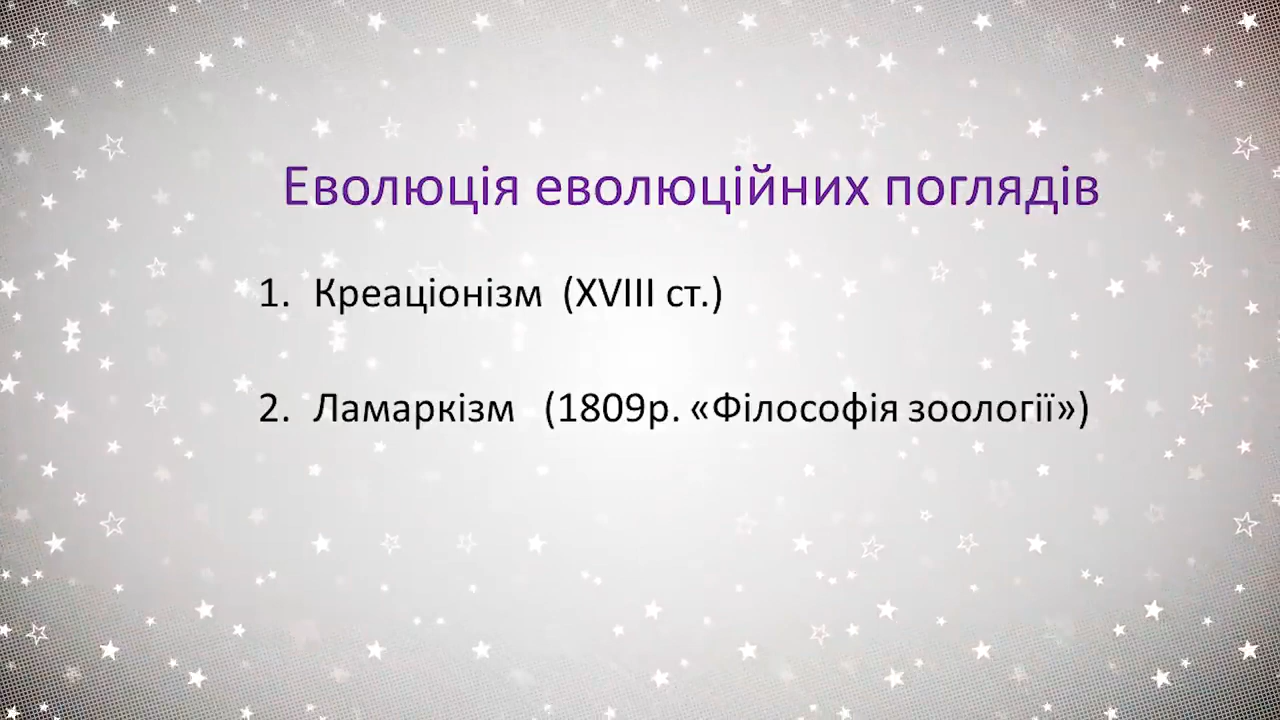 Еволюція еволюційних поглядів
1. Креаціонізм (XVIII ст.)
2. Ламаркізм (1809р. «Філософія зоології»)